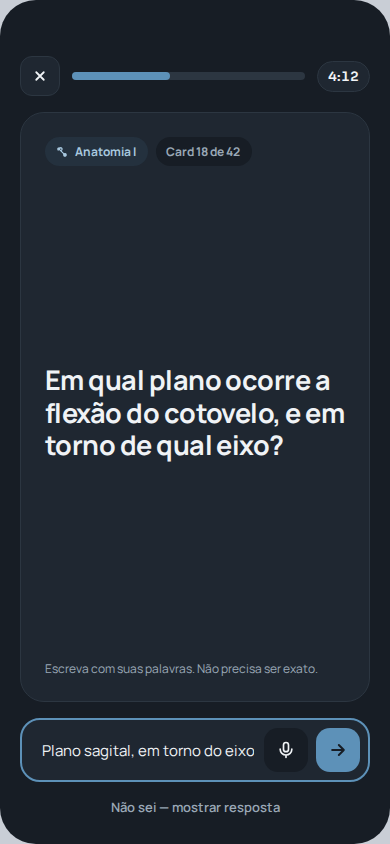 4:12
Anatomia I
Card 18 de 42
Em qual plano ocorre a
flexão do cotovelo, e em
torno de qual eixo?
Escreva com suas palavras. Não precisa ser exato.
Plano sagital, em torno do eixo
Não sei — mostrar resposta